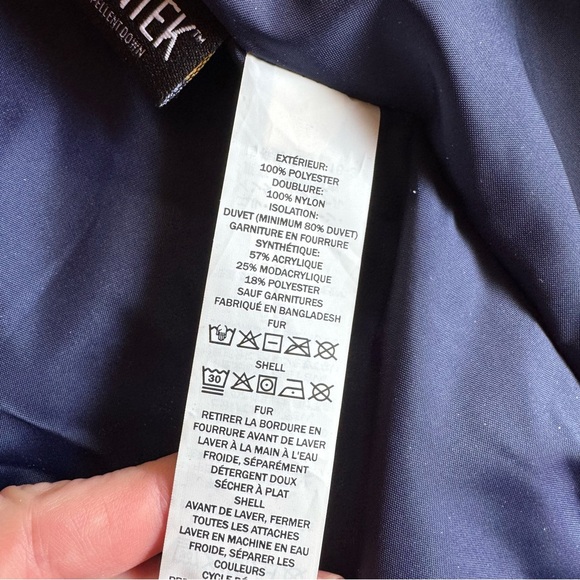 TEK™
PELLENT DOWN
EXTÉRIEUR:
100% POLYESTER
DOUBLURE:
100% NYLON
ISOLATION:
DUVET (MINIMUM 80% DUVET)
GARNITURE EN FOURRURE
SYNTHÉTIQUE:
57% ACRYLIQUE
25% MODACRYLIQUE
18% POLYESTER
SAUF GARNITURES
FABRIQUÉ EN BANGLADESH
FUR
SHELL
30
FUR
RETIRER LA BORDURE EN
FOURRURE AVANT DE LAVER
LAVER À LA MAIN À L'EAU
FROIDE, SÉPARÉMENT
DÉTERGENT DOUX
SÉCHER À PLAT
SHELL
AVANT DE LAVER, FERMER
TOUTES LES ATTACHES
LAVER EN MACHINE EN EAU
FROIDE, SÉPARER LES
COULEURS